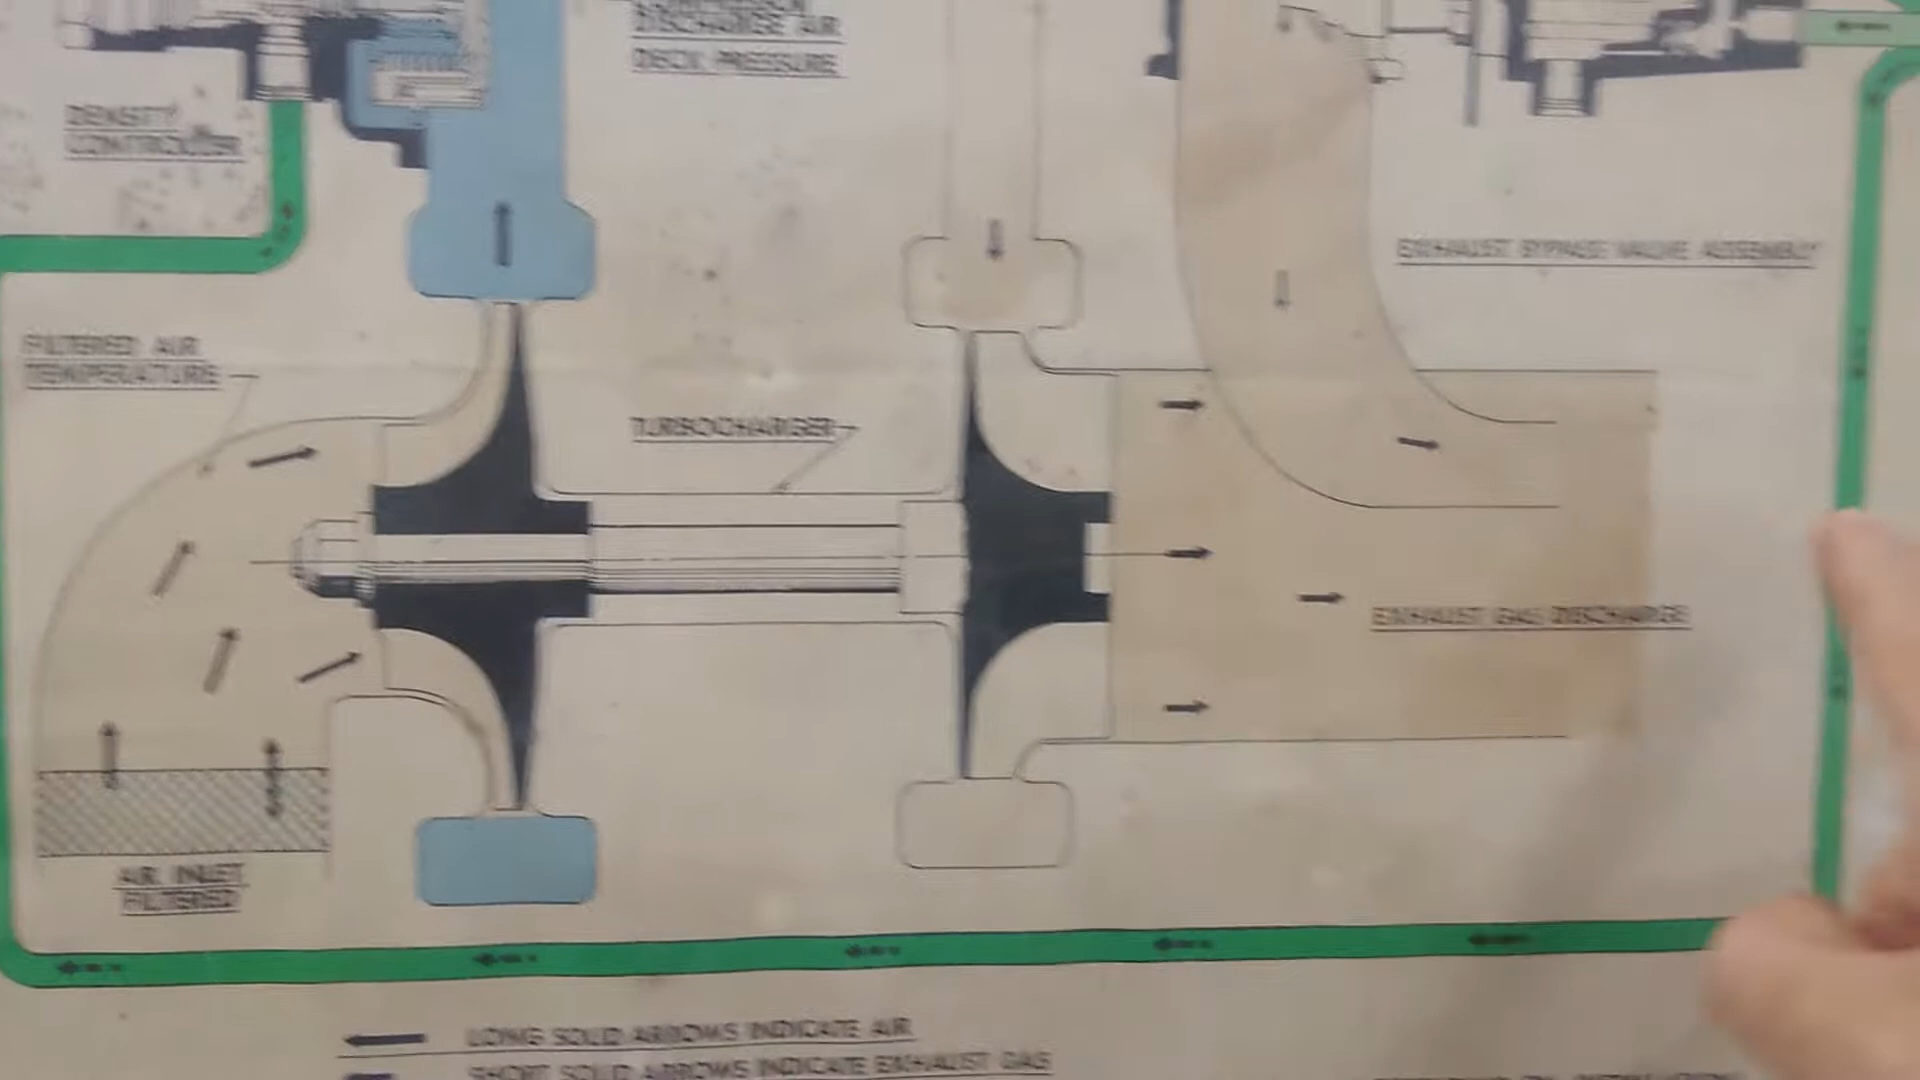 DISCHARGE AIR
DECK PRESSURE
DENSITY
CONTROLLER
EXHAUST BYPASS VALVE ASSEMBLY
FILTERED AIR
TEMPERATURE
TURBOCHARGER
EXHAUST GAS DISCHARGE
AIR INLET
FILTERED
LONG SOLID ARROWS INDICATE AIR
SHORT SOLID ARROWS INDICATE EXHAUST GAS